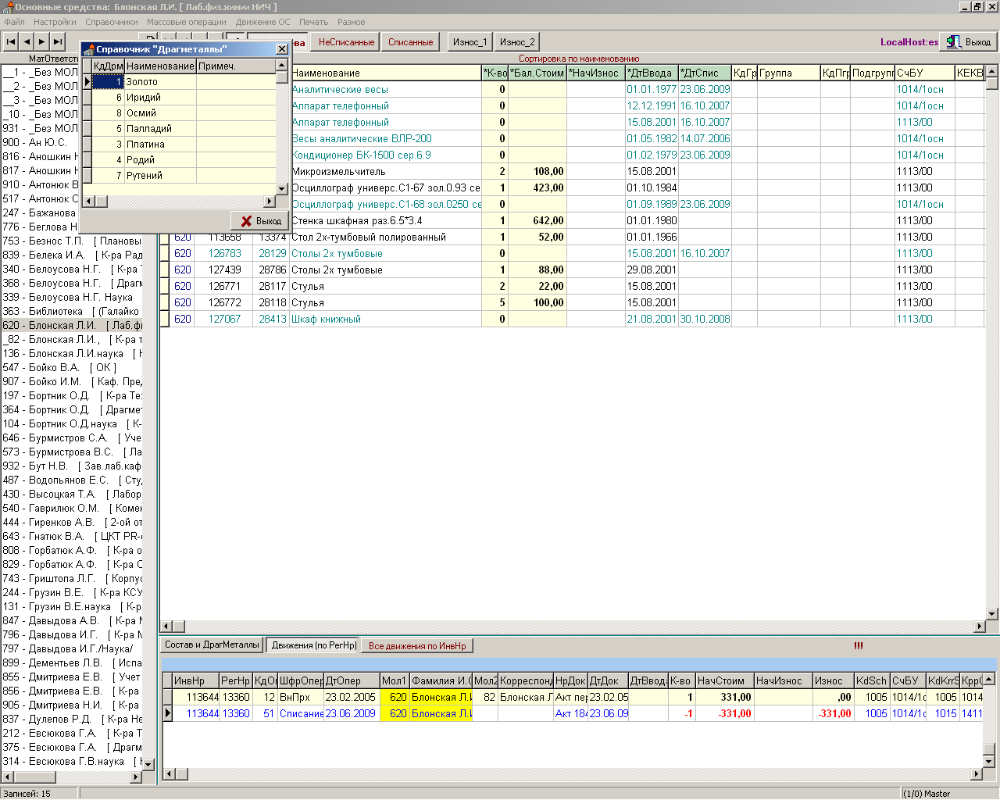 Основные средства: Блонская Л.И. [ Лаб.физ.химии НИЧ ]
Файл Настройки Справочники Массовые операции Движение ОС Печать Разное
НеСписанные Списанные Износ_1 Износ_2 LocalHost:es Выход
МатОтветств
Сортировка по наименованию
__1 - _Без МОЛ
__2 - _Без МОЛ
__3 - _Без МОЛ
_10 - _Без МОЛ
931 - _Без МОЛ
900 - Ан Ю.С.
816 - Аношкин
817 - Аношкин
910 - Антонюк В
517 - Антонюк С
247 - Бажанова
776 - Беглова Н
753 - Безнос Т.П. [ Плановы
839 - Белека И.А. [ К-ра Рад
340 - Белоусова Н.Г. [ К-ра
368 - Белоусова Н.Г. [ Драгм
339 - Белоусова Н.Г. Наука
363 - Библиотека [ (Галайко
620 - Блонская Л.И. [ Лаб.ф
_82 - Блонская Л.И., [ К-ра т
136 - Блонская Л.И.наука [
547 - Бойко В.А. [ ОК ]
907 - Бойко И.М. [ Каф. Пред
197 - Бортник О.Д. [ К-ра Те
364 - Бортник О.Д. [ Драгмет
104 - Бортник О.Д.наука [ К-
646 - Бурмистров С.А. [ Уче
573 - Бурмистрова В.С. [ Ла
932 - Бут Н.В. [ Зав.лаб.каф
487 - Водопьянов Е.С. [ Сту
430 - Высоцкая Т.А. [ Лабор
540 - Гаврилюк О.М. [ Комен
444 - Гиренков А.В. [ 2-ой от
643 - Гнатюк В.А. [ ЦКТ PR-
808 - Горбатюк А.Ф. [ К-ра о
829 - Горбатюк А.Ф. [ К-ра С
743 - Гриштопа Л.Г. [ Корпус
244 - Грузин В.Е. [ К-ра КСУ
131 - Грузин В.Е.наука [ К-р
847 - Давыдова А.В. [ К-ра М
796 - Давыдова И.Г. [ К-ра М
797 - Давыдова И.Г./Наука/
899 - Дементьев Л.В. [ Испа
855 - Дмитриева Е.В. [ Учет
856 - Дмитриева Е.В. [ К-ра
905 - Дмитриева Н.И. [ К-ра
837 - Дулепов Р.Д. [ К-ра Не
212 - Евсюкова Г.А. [ К-ра Т
375 - Евсюкова Г.А. [ Драгм
314 - Евсюкова Г.В.наука [
Справочник "Драгметаллы"
КдДрм Наименование Примеч.
1 Золото
6 Иридий
8 Осмий
5 Палладий
3 Платина
4 Родий
7 Рутений
Выход
Наименование *К-во *Бал.Стоим *НачИзнос *ДтВвода *ДтСпис КдГр Группа КдПгр Подгрупп СчБУ КЕКВ
Аналитические весы 0 01.01.1977 23.06.2009 1014/1осн
Аппарат телефонный 0 12.12.1991 16.10.2007 1113/00
Аппарат телефонный 0 15.08.2001 16.10.2007 1113/00
Весы аналитические ВЛР-200 0 01.05.1982 14.07.2006 1014/1осн
Кондиционер БК-1500 сер.6.9 0 01.02.1979 23.06.2009 1014/1осн
Микроизмельчитель 2 108,00 15.08.2001 1113/00
Осциллограф универс.С1-67 зол.0.93 се 1 423,00 01.10.1984 1113/00
Осциллограф универс.С1-68 зол.0250 се 0 01.09.1989 23.06.2009 1014/1осн
Стенка шкафная раз.6.5*3.4 1 642,00 01.01.1980 1113/00
620 113658 13374 Стол 2х-тумбовый полированный 1 52,00 01.01.1966 1113/00
620 126783 28129 Столы 2х тумбовые 0 15.08.2001 16.10.2007 1113/00
620 127439 28786 Столы 2х тумбовые 1 88,00 29.08.2001 1113/00
620 126771 28117 Стулья 2 22,00 15.08.2001 1113/00
620 126772 28118 Стулья 5 100,00 15.08.2001 1113/00
620 127067 28413 Шкаф книжный 0 21.08.2001 30.10.2008 1113/00
Состав и ДрагМеталлы Движения (по РегНр) Все движения по ИнвНр !!!
ИнвНр РегНр КдОп ШфрОпер ДтОпер Мол1 Фамилия И.О Мол2 Корреспонд НрДок ДтДок ДтВвод К-во НачСтоим НачИзнос Износ KdSch СчБУ KdKrrS Кррс
113644 13360 12 ВнПрх 23.02.2005 620 Блонская Л.И 82 Блонская Л Акт пер 23.02.05 1 331,00 ,00 1005 1014/1о 1005 1014
113644 13360 51 Списание 23.06.2009 620 Блонская Л.И Акт 184 23.06.09 -1 -331,00 -331,00 1005 1014/1о 1015 1411
Записей: 15 (1/0) Master